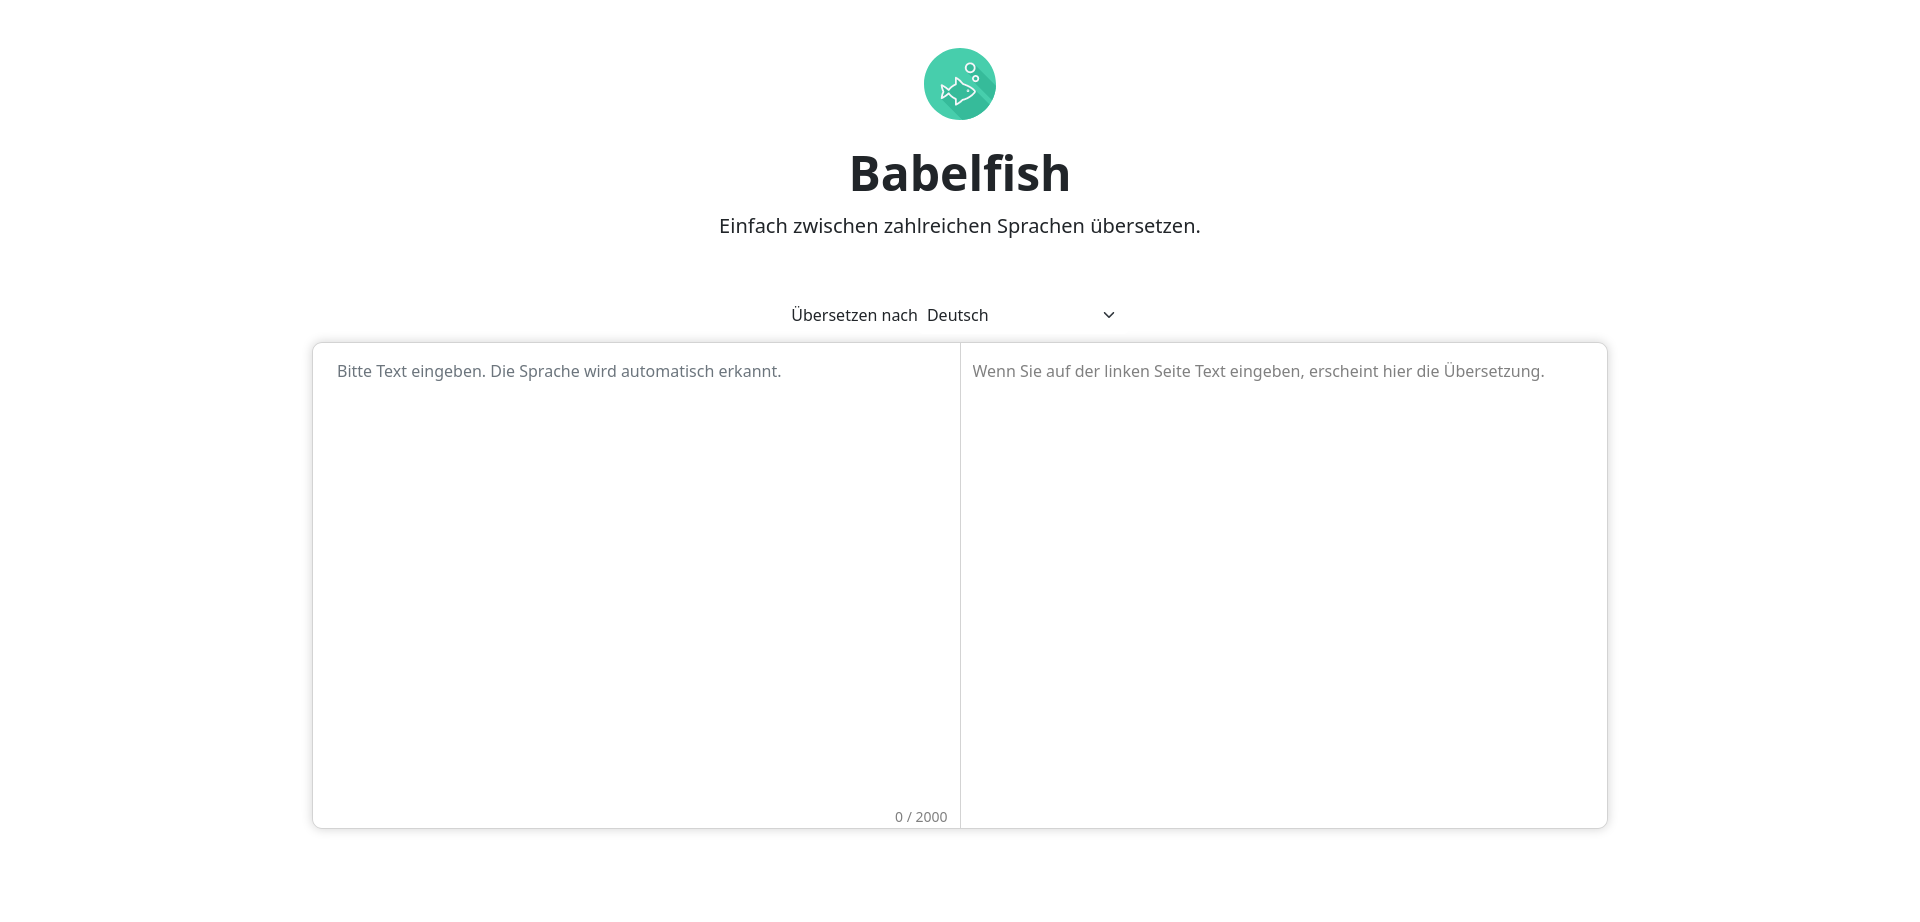 Babelfish
Einfach zwischen zahlreichen Sprachen übersetzen.
Übersetzen nach Deutsch
Bitte Text eingeben. Die Sprache wird automatisch erkannt.
Wenn Sie auf der linken Seite Text eingeben, erscheint hier die Übersetzung.
0 / 2000